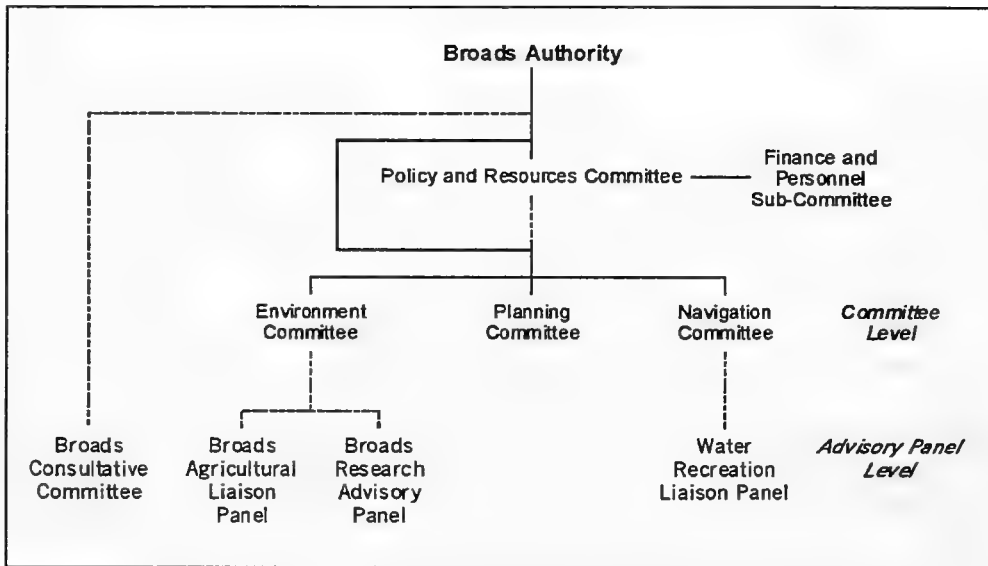 Broads Authority
Policy and Resources Committee
Finance and
Personnel
Sub-Committee
Environment
Committee
Planning
Committee
Navigation
Committee
Committee
Level
Broads
Consultative
Committee
Broads
Agricultural
Liaison
Panel
Broads
Research
Advisory
Panel
Water
Recreation
Liaison Panel
Advisory Panel
Level